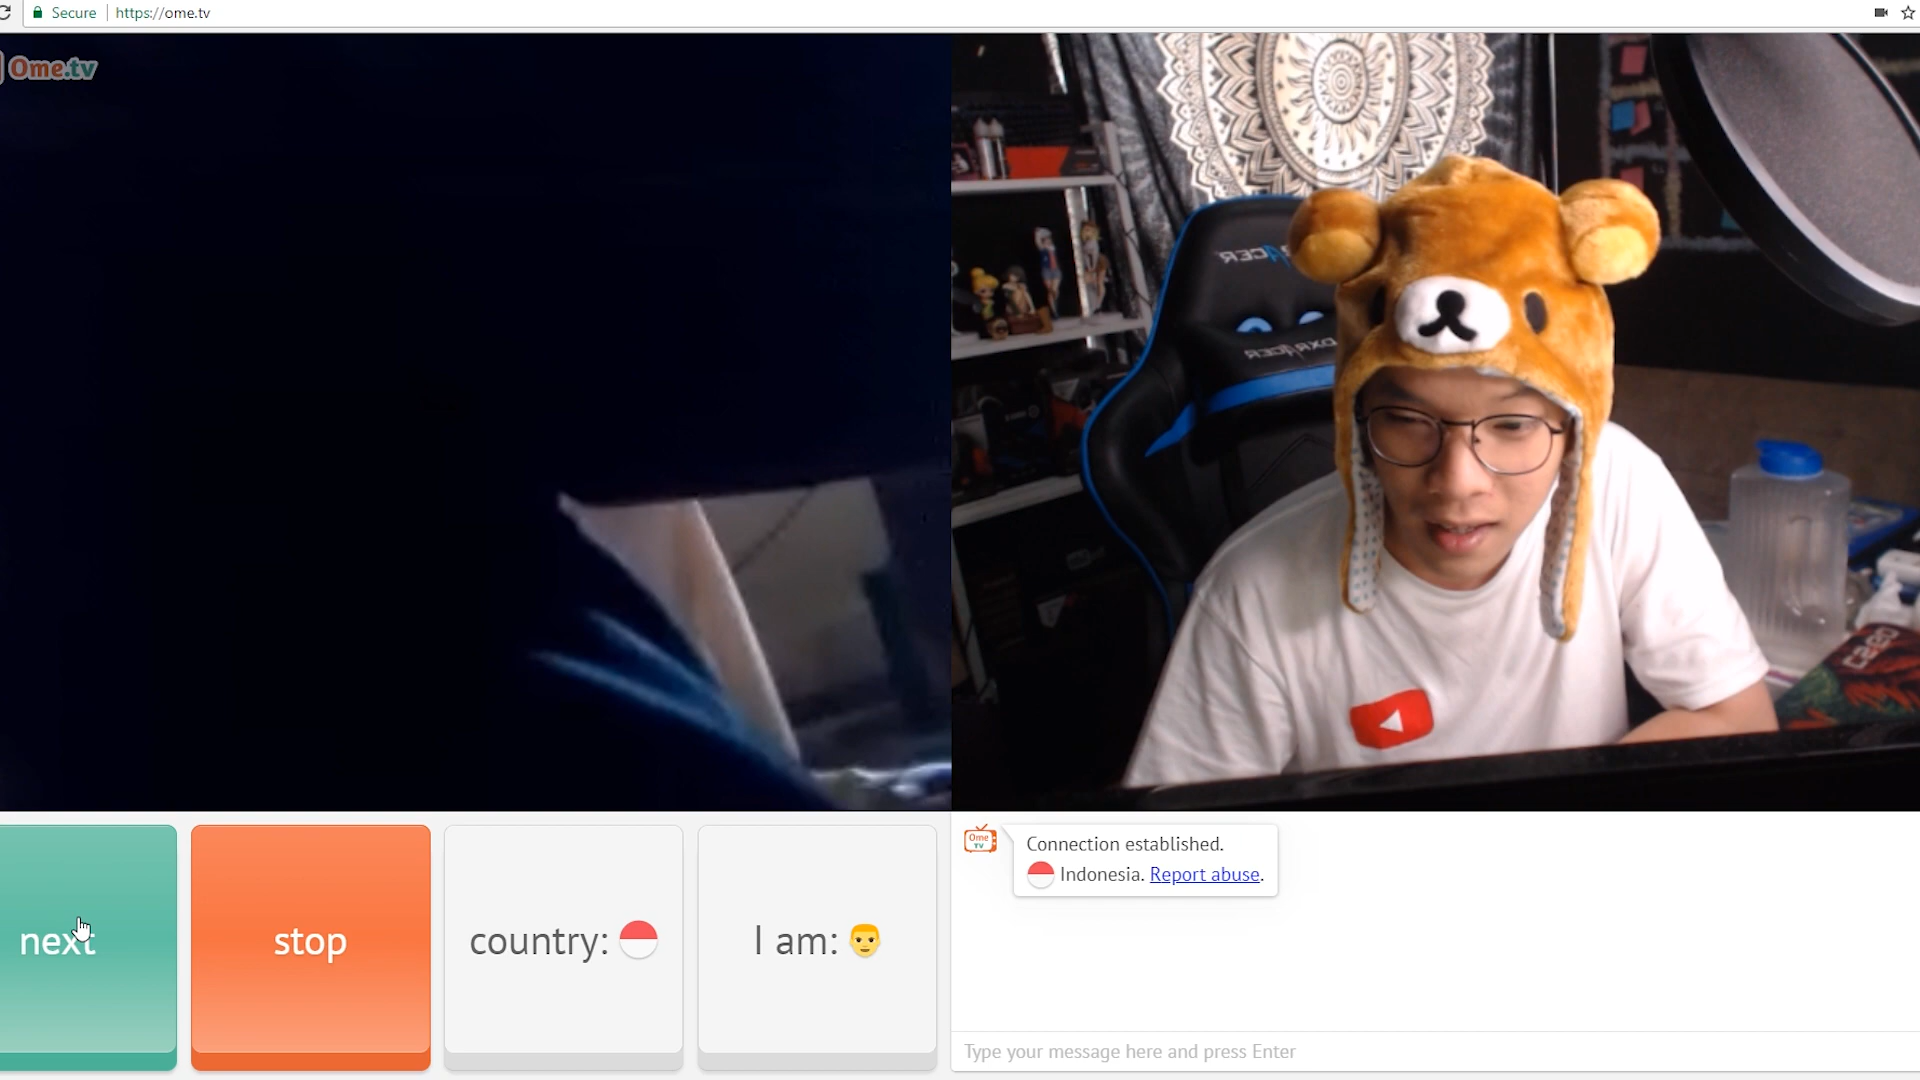 Secure
https://ome.tv
Ome.tv
DXRACER
Connection established.
Indonesia. Report abuse.
next
stop
country:
I am:
Type your message here and press Enter